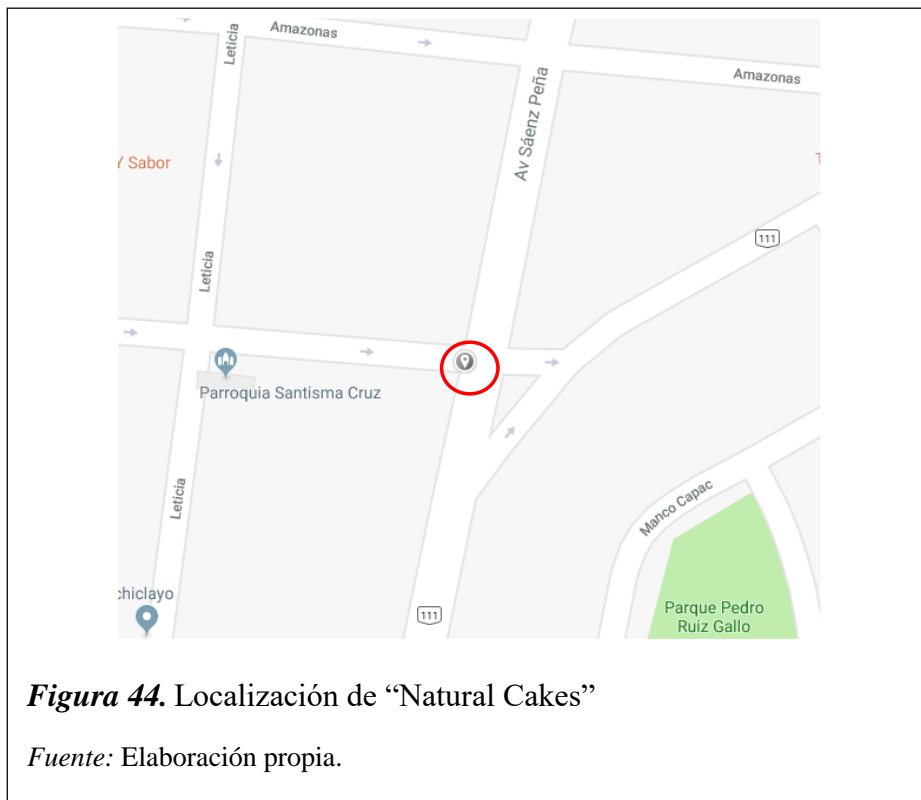 Amazonas
Leticia
Amazonas
Av Sáenz Peña
Y Sabor
T
111
Leticia
Parroquia Santisma Cruz
Leticia
Manco Capac
chiclayo
111
Parque Pedro
Ruiz Gallo
Figura 44. Localización de “Natural Cakes”
Fuente: Elaboración propia.